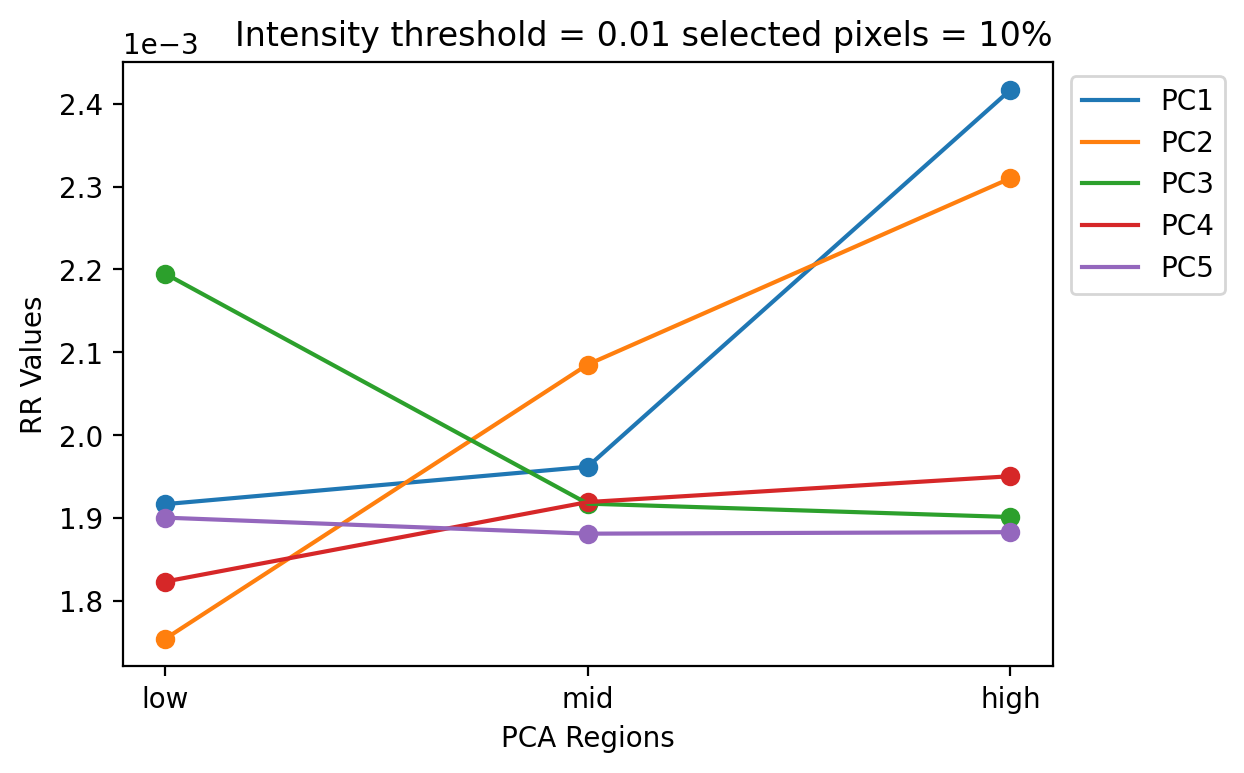 1e−3 Intensity threshold = 0.01 selected pixels = 10%
2.4
2.3
2.2
2.1
2.0
1.9
1.8
RR Values
low mid high
PCA Regions
PC1
PC2
PC3
PC4
PC5